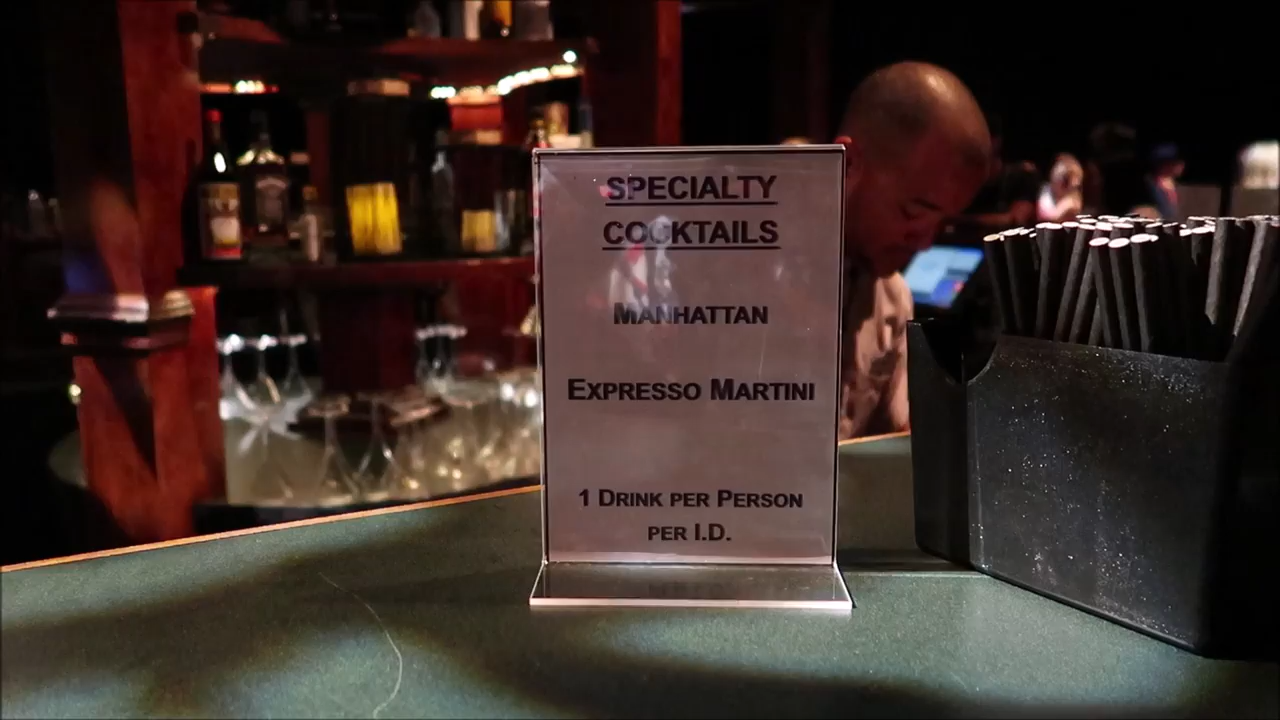 SPECIALTY
COCKTAILS
MANHATTAN
EXPRESSO MARTINI
1 DRINK PER PERSON
PER I.D.